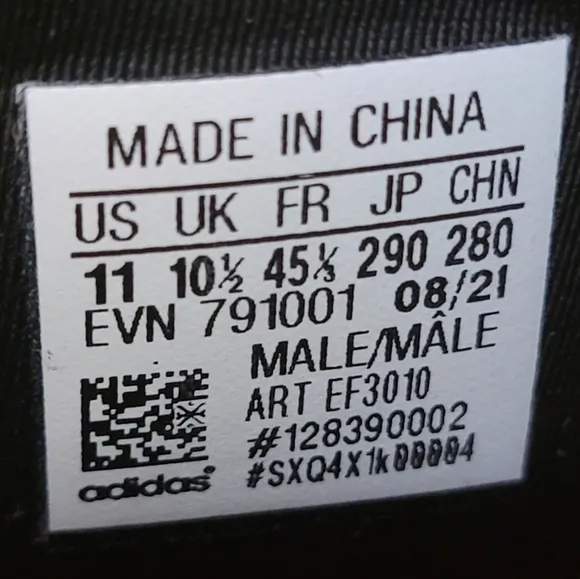 MADE IN CHINA
US UK FR JP CHN
11 10½ 45⅓ 290 280
EVN 791001 08/21
MALE/MÂLE
ART EF3010
#128390002
adidas